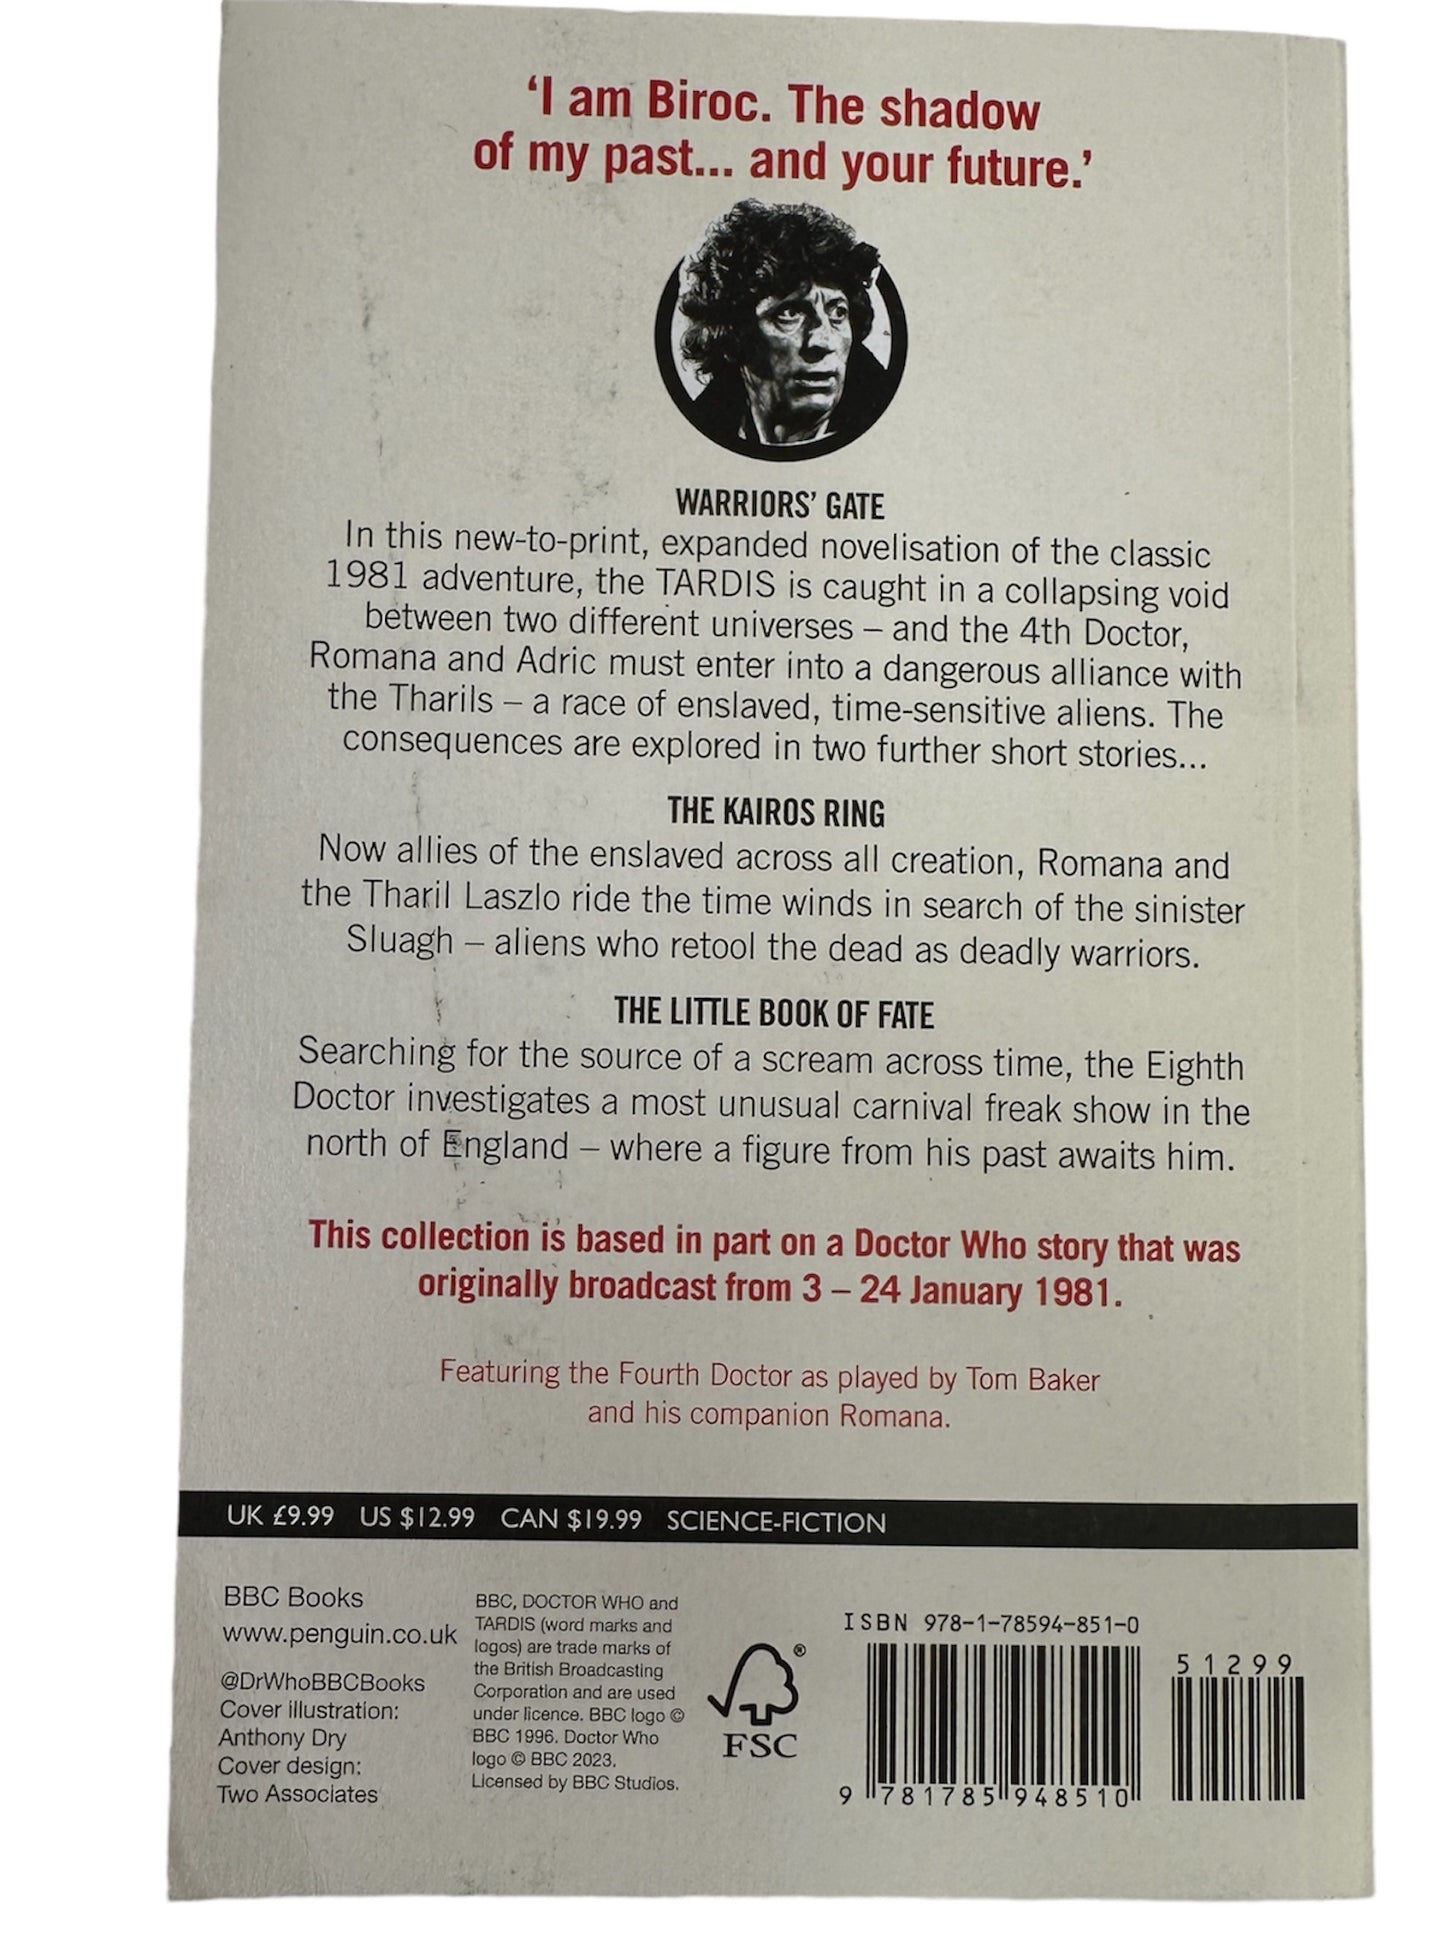 ‘I am Biroc. The shadow
of my past... and your future.’
WARRIORS’ GATE
In this new-to-print, expanded novelisation of the classic
1981 adventure, the TARDIS is caught in a collapsing void
between two different universes – and the 4th Doctor,
Romana and Adric must enter into a dangerous alliance with
the Tharils – a race of enslaved, time-sensitive aliens. The
consequences are explored in two further short stories...
THE KAIROS RING
Now allies of the enslaved across all creation, Romana and
the Tharil Laszlo ride the time winds in search of the sinister
Sluagh – aliens who retool the dead as deadly warriors.
THE LITTLE BOOK OF FATE
Searching for the source of a scream across time, the Eighth
Doctor investigates a most unusual carnival freak show in the
north of England – where a figure from his past awaits him.
This collection is based in part on a Doctor Who story that was
originally broadcast from 3 – 24 January 1981.
Featuring the Fourth Doctor as played by Tom Baker
and his companion Romana.
UK £9.99 US $12.99 CAN $19.99 SCIENCE-FICTION
BBC Books
www.penguin.co.uk
@DrWhoBBCBooks
Cover illustration:
Anthony Dry
Cover design:
Two Associates
BBC, DOCTOR WHO and
TARDIS (word marks and
logos) are trade marks of
the British Broadcasting
Corporation and are used
under licence. BBC logo ©
BBC 1996. Doctor Who
logo © BBC 2023.
Licensed by BBC Studios.
®
FSC
ISBN 978-1-78594-851-0
51299
9 781785 948510